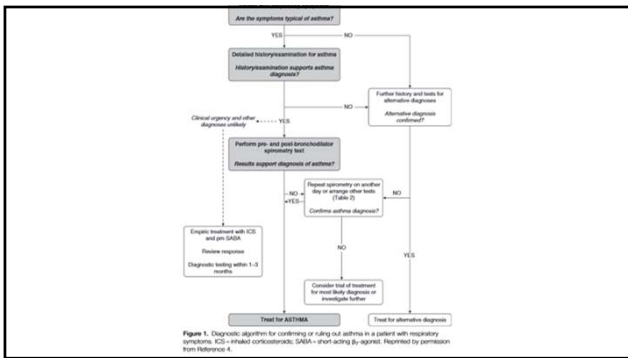 Are the symptoms typical of asthma?
YES
NO
Detailed history/examination for asthma
History/examination supports asthma
diagnosis?
Further history and tests for
alternative diagnoses
Alternative diagnosis
confirmed?
NO
Clinical urgency and other
diagnoses unlikely
YES
Perform pre- and post-bronchodilator
spirometry test
Results support diagnosis of asthma?
Repeat spirometry on another
day or arrange other tests
(Table 2)
Confirms asthma diagnosis?
NO
YES
NO
Empiric treatment with ICS
and prn SABA
Review response
Diagnostic testing within 1–3
months
NO
YES
Consider trial of treatment
for most likely diagnosis or
investigate further
Treat for ASTHMA
Treat for alternative diagnosis
Figure 1. Diagnostic algorithm for confirming or ruling out asthma in a patient with respiratory
symptoms. ICS = inhaled corticosteroids; SABA = short-acting β₂-agonist. Reprinted by permission
from Reference 4.